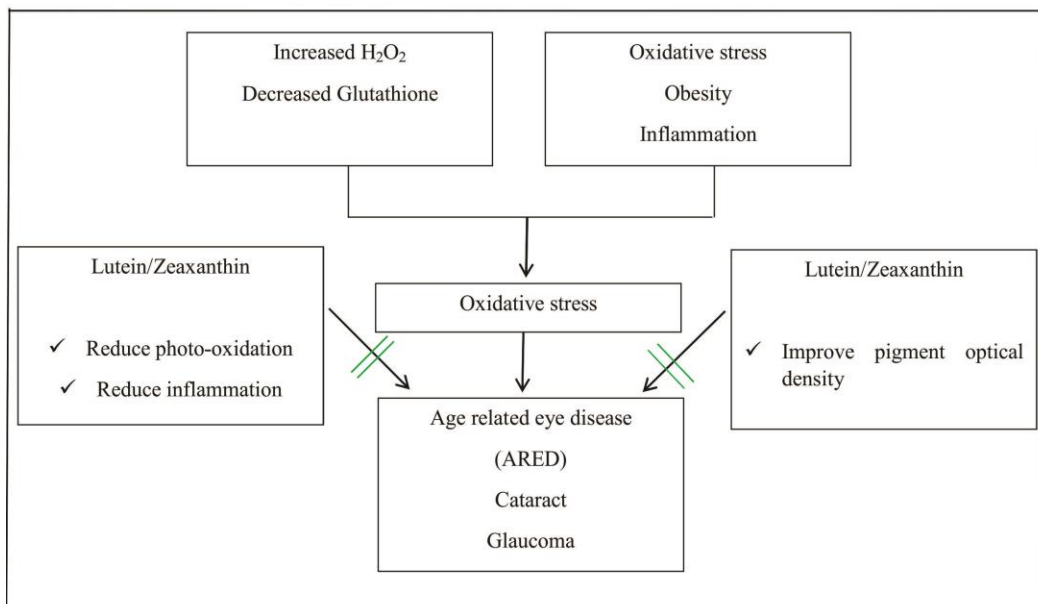 Increased H₂O₂
Decreased Glutathione
Oxidative stress
Obesity
Inflammation
Lutein/Zeaxanthin
✓ Reduce photo-oxidation
✓ Reduce inflammation
Oxidative stress
Lutein/Zeaxanthin
✓ Improve pigment optical
density
Age related eye disease
(ARED)
Cataract
Glaucoma